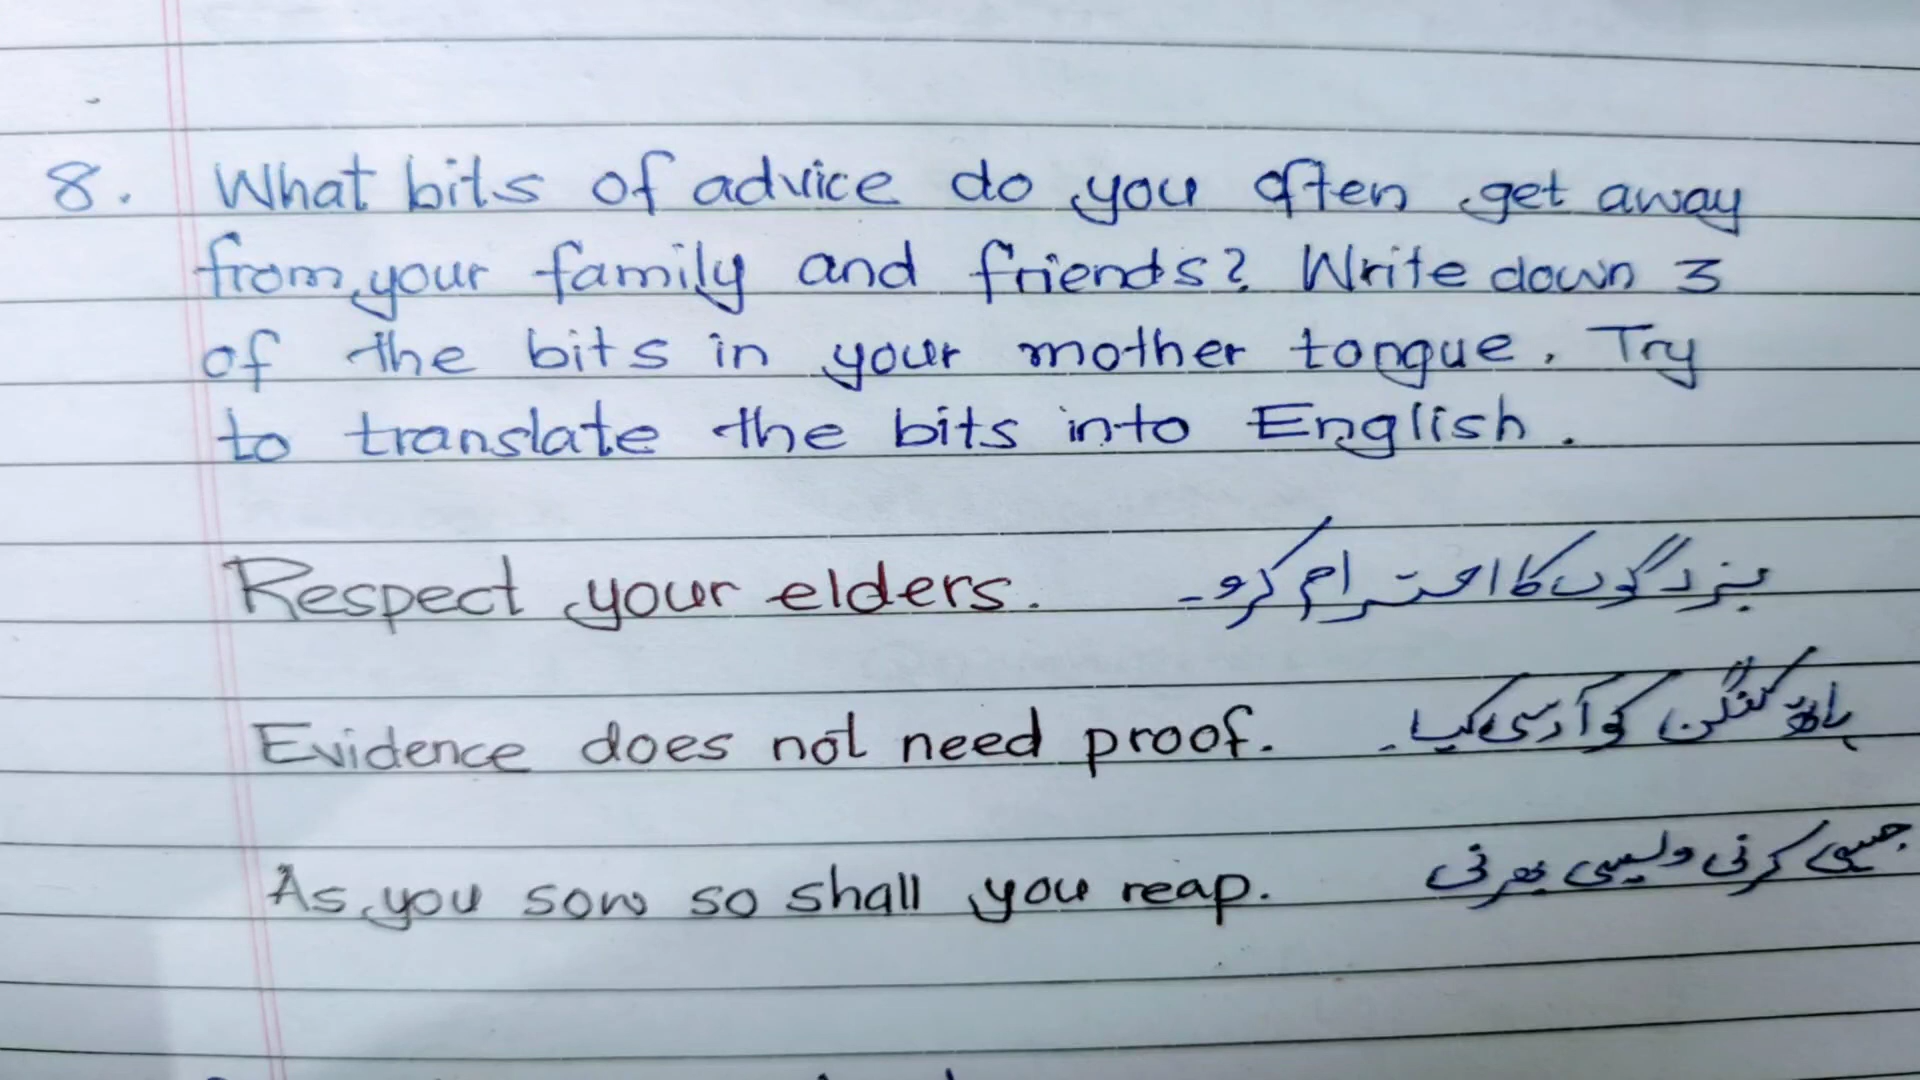 8. What bits of advice do you often get away
from your family and friends? Write down 3
of the bits in your mother tongue. Try
to translate the bits into English.
Respect your elders. بزرگوں کا احترام کرو۔
Evidence does not need proof. ہاتھ کنگن کو آرسی کیا۔
As you sow so shall you reap. جیسی کرنی ویسی بھرنی